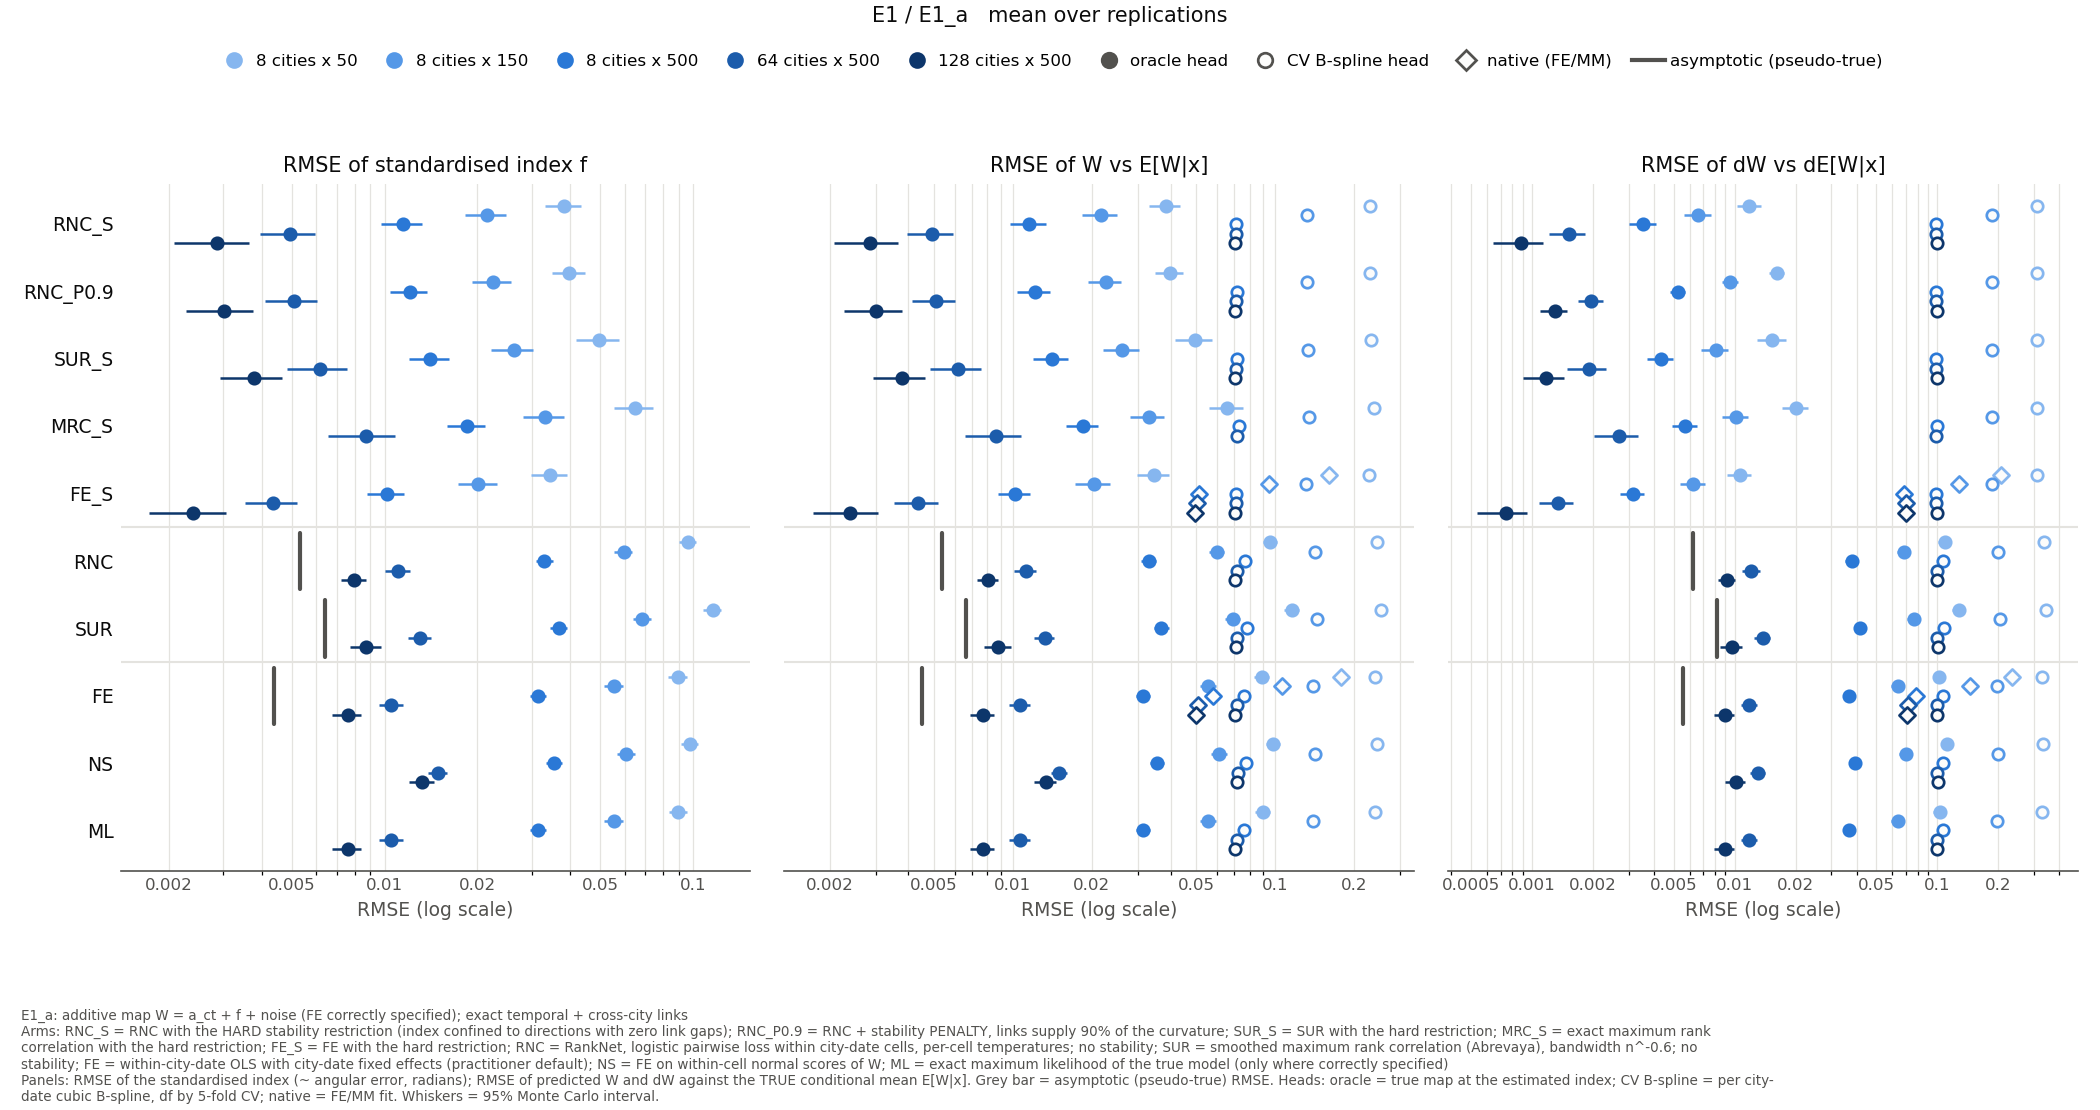 E1 / E1_a   mean over replications
8 cities x 50
8 cities x 150
8 cities x 500
64 cities x 500
128 cities x 500
oracle head
CV B-spline head
native (FE/MM)
asymptotic (pseudo-true)
RMSE of standardised index f
RMSE of W vs E[W|x]
RMSE of dW vs dE[W|x]
RNC_S
RNC_P0.9
SUR_S
MRC_S
FE_S
RNC
SUR
FE
NS
ML
0.002 0.005 0.01 0.02 0.05 0.1
0.002 0.005 0.01 0.02 0.05 0.1 0.2
0.0005 0.001 0.002 0.005 0.01 0.02 0.05 0.1 0.2
RMSE (log scale)
RMSE (log scale)
RMSE (log scale)
E1_a: additive map W = a_ct + f + noise (FE correctly specified); exact temporal + cross-city links
Arms: RNC_S = RNC with the HARD stability restriction (index confined to directions with zero link gaps); RNC_P0.9 = RNC + stability PENALTY, links supply 90% of the curvature; SUR_S = SUR with the hard restriction; MRC_S = exact maximum rank
correlation with the hard restriction; FE_S = FE with the hard restriction; RNC = RankNet, logistic pairwise loss within city-date cells, per-cell temperatures; no stability; SUR = smoothed maximum rank correlation (Abrevaya), bandwidth n^-0.6; no
stability; FE = within-city-date OLS with city-date fixed effects (practitioner default); NS = FE on within-cell normal scores of W; ML = exact maximum likelihood of the true model (only where correctly specified)
Panels: RMSE of the standardised index (~ angular error, radians); RMSE of predicted W and dW against the TRUE conditional mean E[W|x]. Grey bar = asymptotic (pseudo-true) RMSE. Heads: oracle = true map at the estimated index; CV B-spline = per city-
date cubic B-spline, df by 5-fold CV; native = FE/MM fit. Whiskers = 95% Monte Carlo interval.